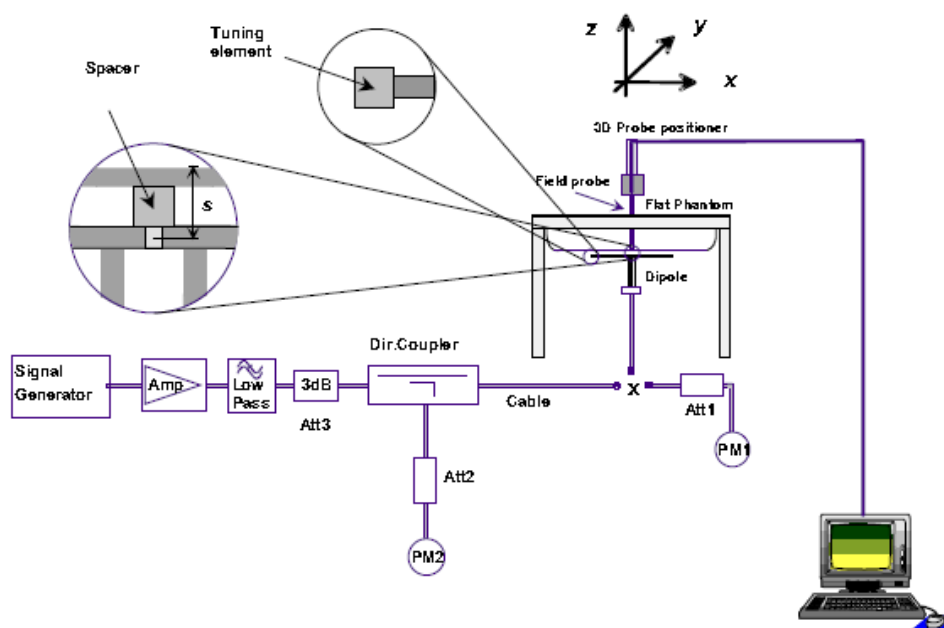 Tuning
element
z
y
x
Spacer
3D Probe positioner
Field probe
s
Flat Phantom
Dipole
Dir.Coupler
Signal
Generator
Amp
Low
Pass
3dB
Att3
Cable
x
Att1
PM1
Att2
PM2